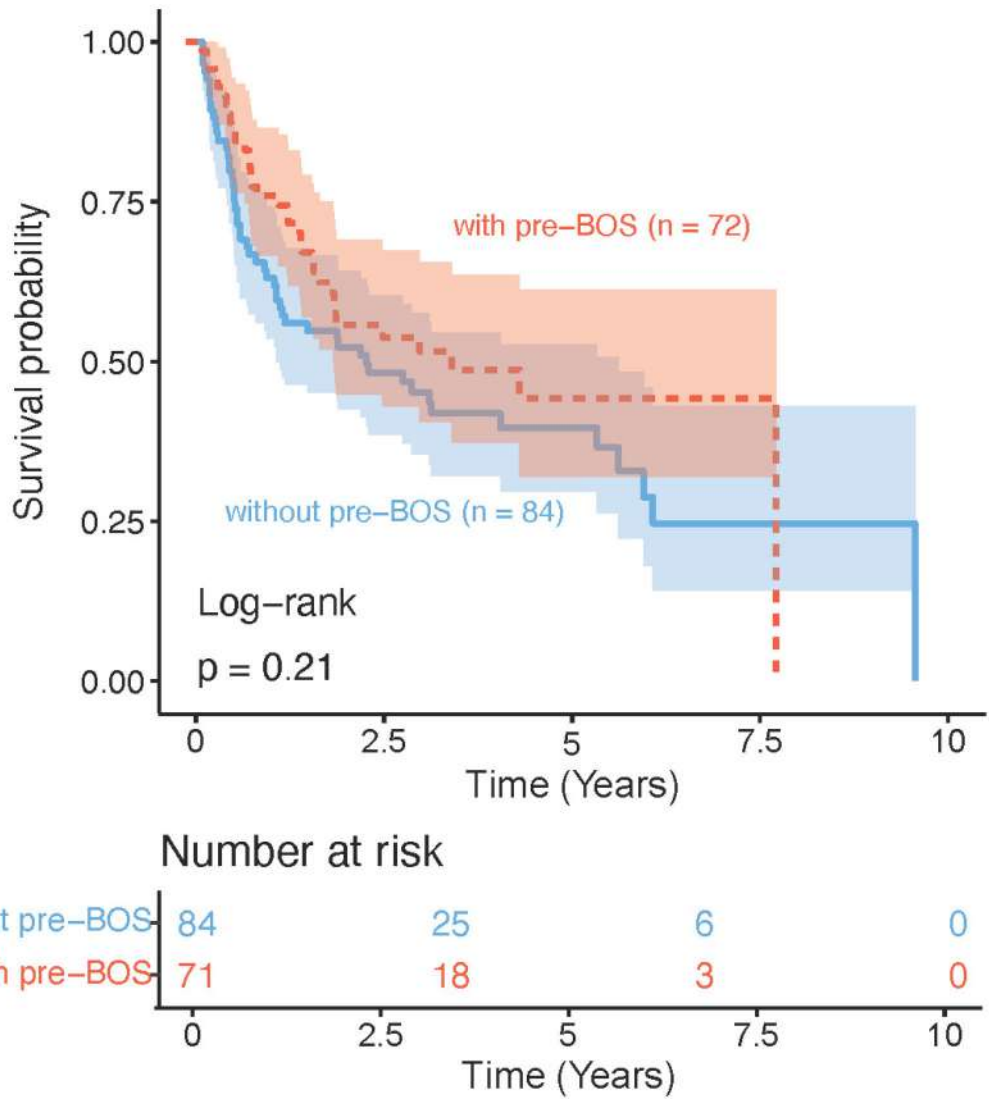 1.00
0.75
0.50
0.25
0.00
Survival probability
with pre−BOS (n = 72)
without pre−BOS (n = 84)
Log−rank
p = 0.21
0 2.5 5 7.5 10
Time (Years)
Number at risk
t pre−BOS 84 25 6 0
n pre−BOS 71 18 3 0
0 2.5 5 7.5 10
Time (Years)